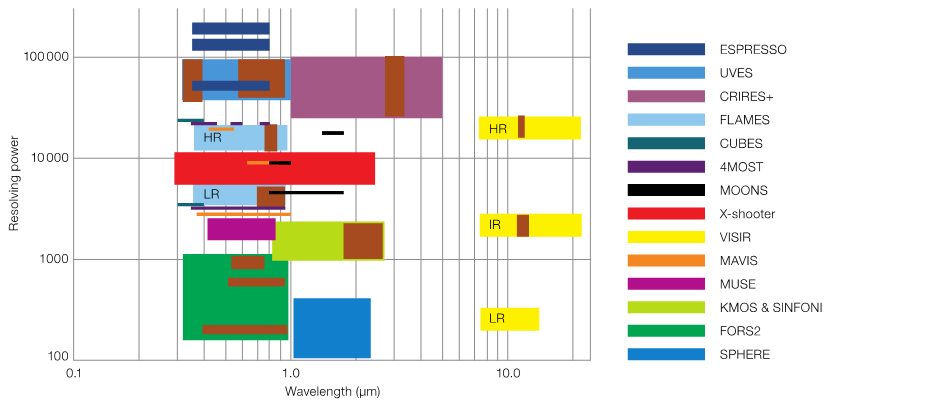 Resolving power
100 000
10 000
1000
100
HR
LR
HR
IR
LR
0.1
1.0
10.0
Wavelength (µm)
ESPRESSO
UVES
CRIRES+
FLAMES
CUBES
4MOST
MOONS
X-shooter
VISIR
MAVIS
MUSE
KMOS & SINFONI
FORS2
SPHERE